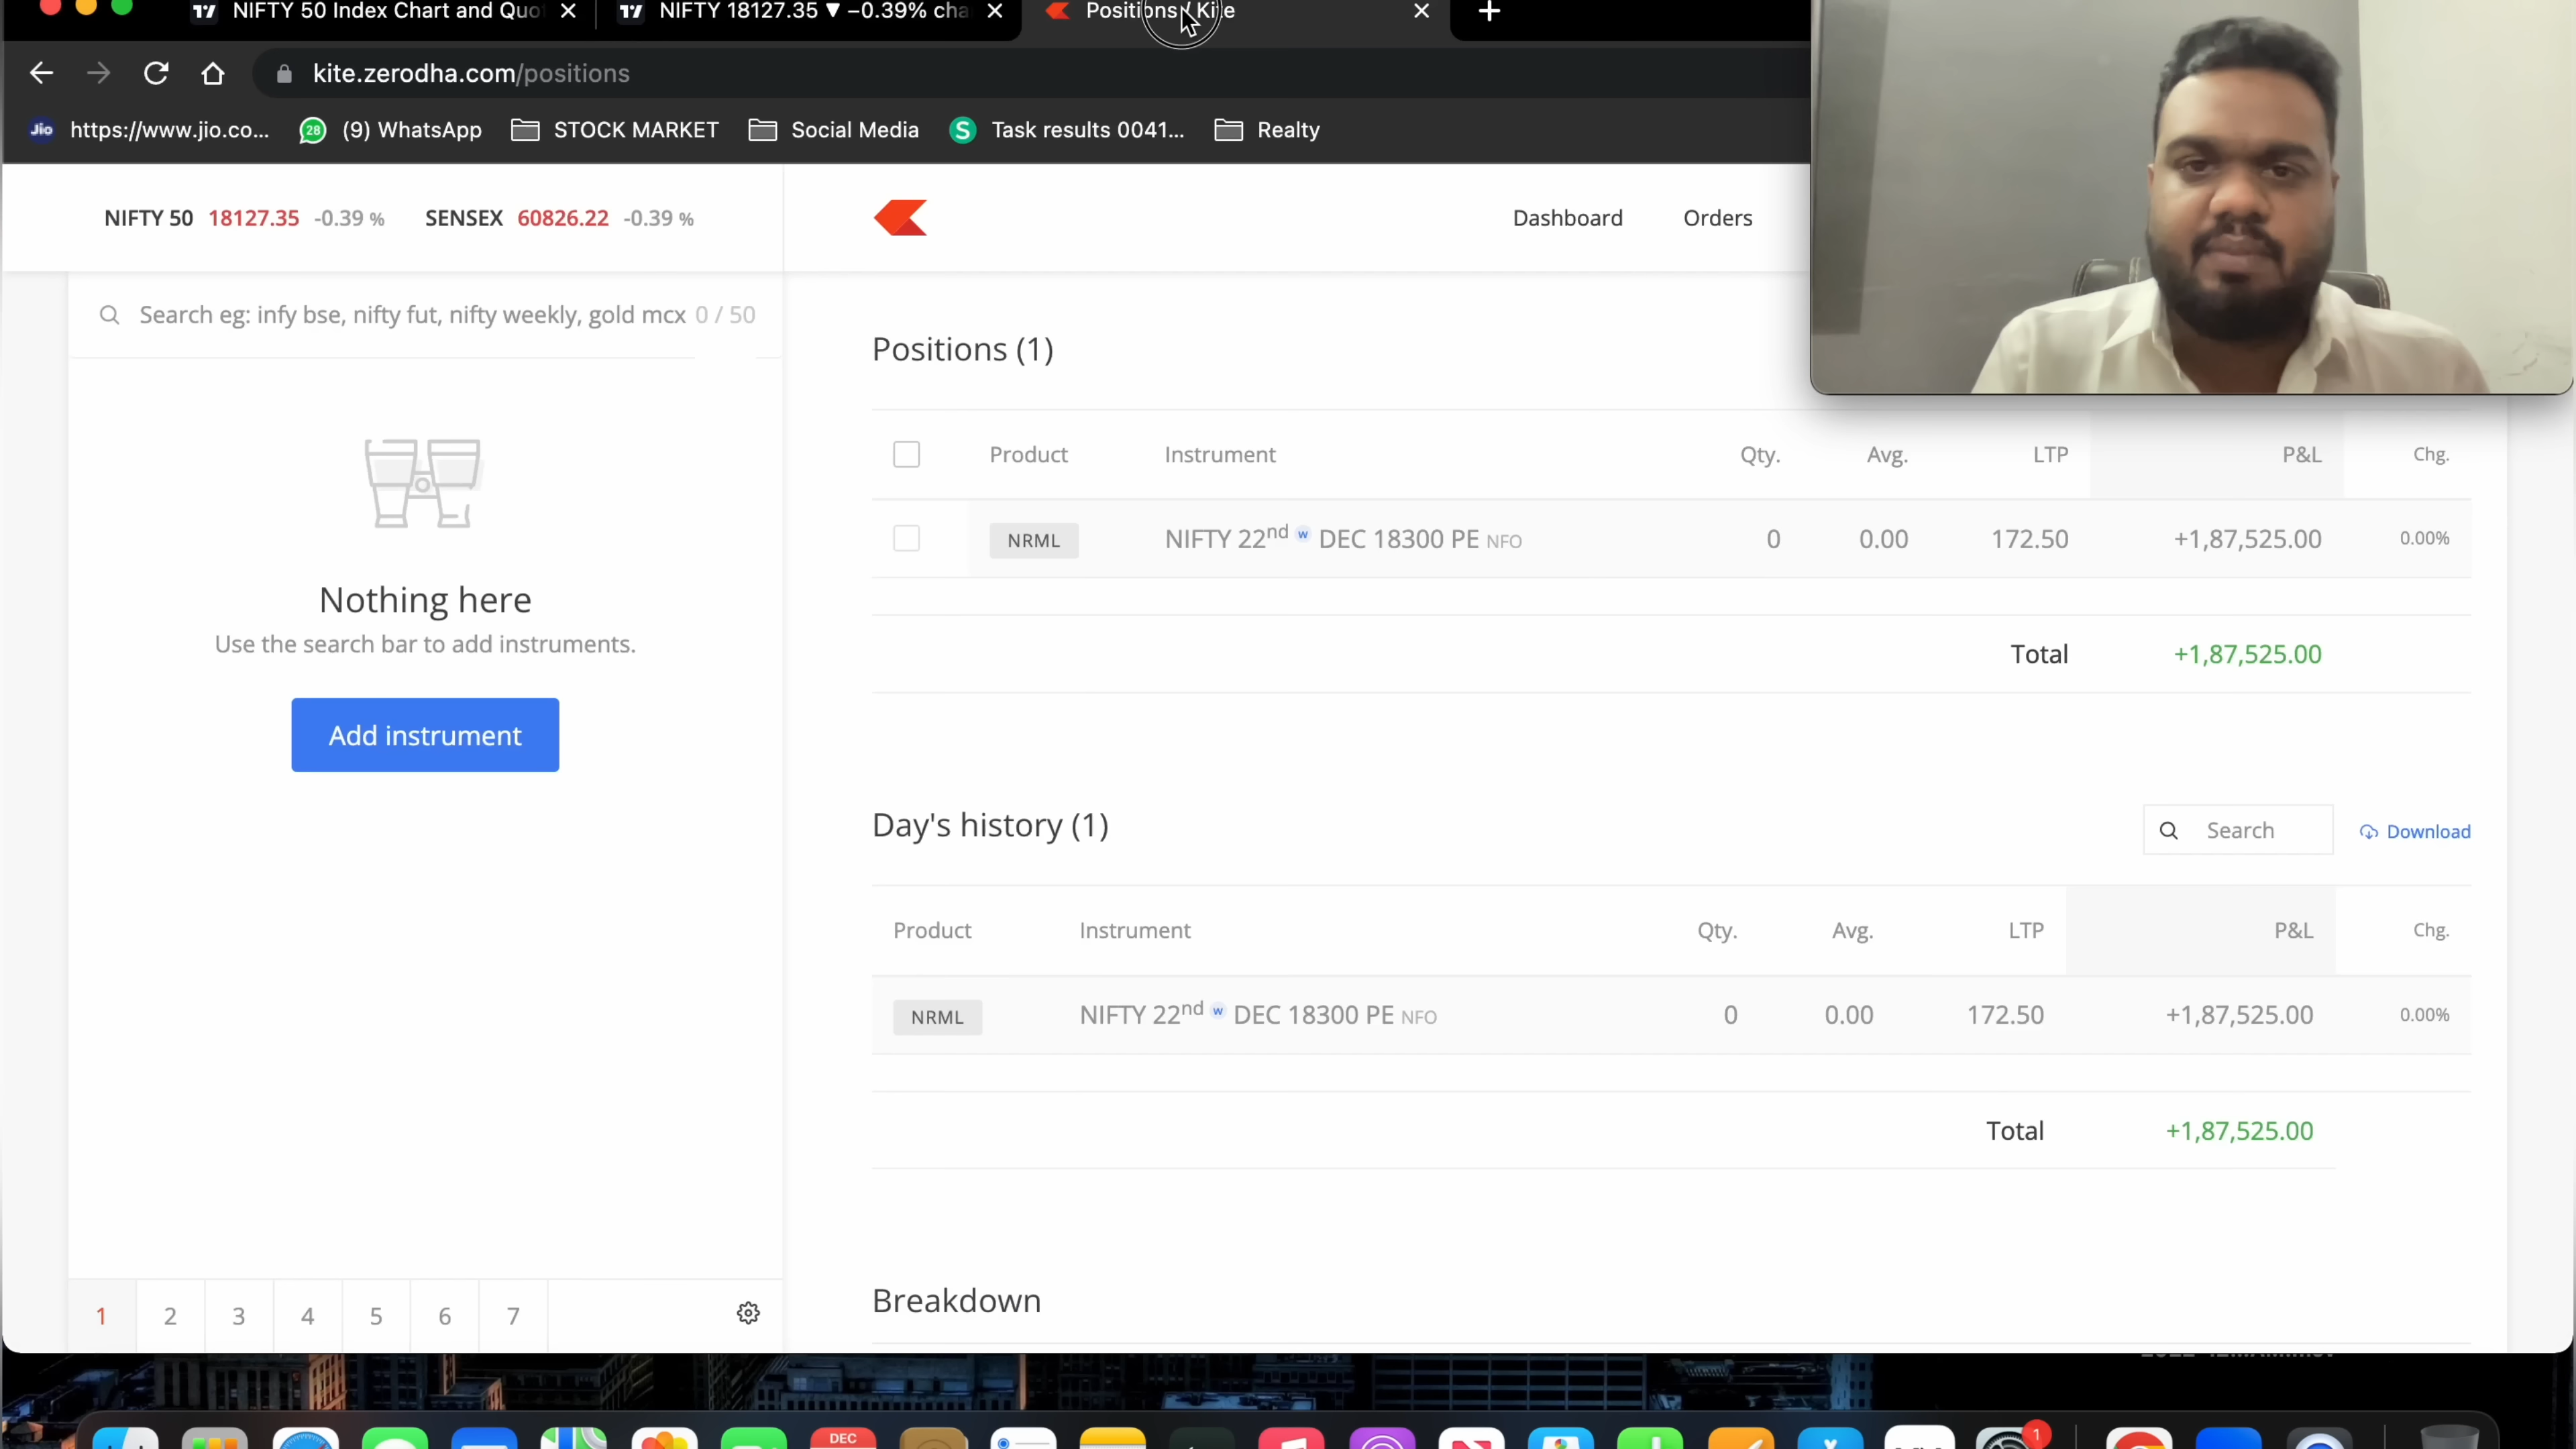 NIFTY 50 Index Chart and Quo
NIFTY 18127.35 ▼ −0.39% cha
Positions / Kite
kite.zerodha.com/positions
Jio https://www.jio.co...
28 (9) WhatsApp
STOCK MARKET
Social Media
S Task results 0041...
Realty
NIFTY 50 18127.35 -0.39 %
SENSEX 60826.22 -0.39 %
Dashboard
Orders
Search eg: infy bse, nifty fut, nifty weekly, gold mcx 0 / 50
Nothing here
Use the search bar to add instruments.
Add instrument
1 2 3 4 5 6 7
Positions (1)
Product Instrument Qty. Avg. LTP P&L Chg.
NRML NIFTY 22nd w DEC 18300 PE NFO 0 0.00 172.50 +1,87,525.00 0.00%
Total +1,87,525.00
Day's history (1)
Search
Download
Product Instrument Qty. Avg. LTP P&L Chg.
NRML NIFTY 22nd w DEC 18300 PE NFO 0 0.00 172.50 +1,87,525.00 0.00%
Total +1,87,525.00
Breakdown
DEC
1